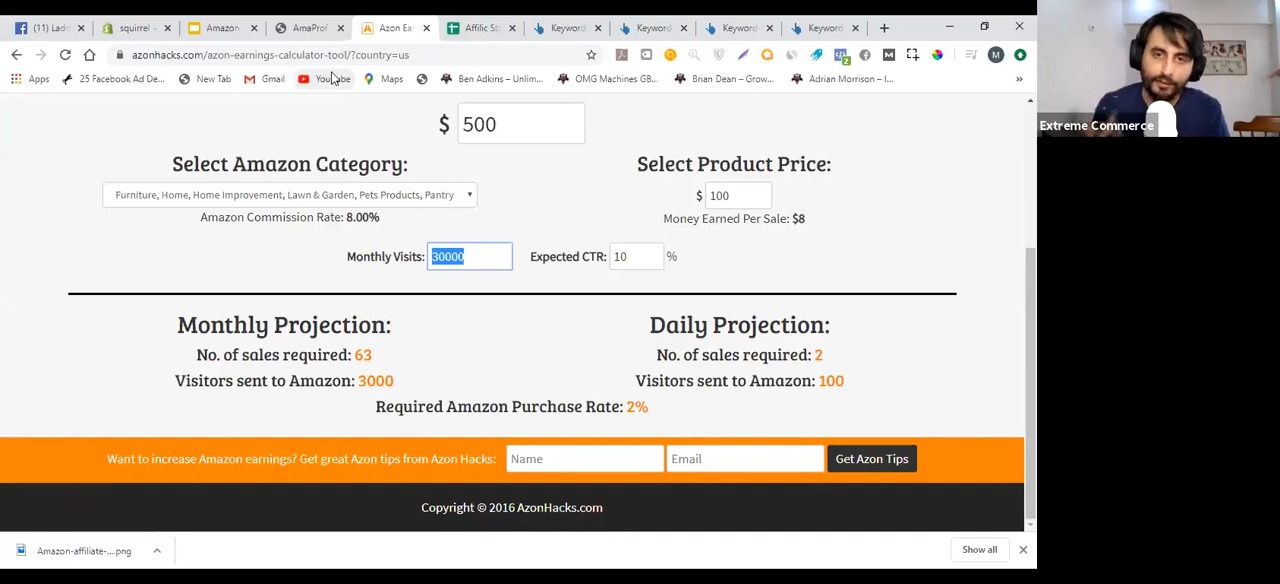 (11) Lad
squirrel -
Amazon
AmaProf
Azon Ea
Affilic St
Keyword
Keyword
Keyword
Keyword
azonhacks.com/azon-earnings-calculator-tool/?country=us
Apps
25 Facebook Ad De...
New Tab
Gmail
YouTube
Maps
Ben Adkins – Unlim...
OMG Machines GB...
Brian Dean – Grow...
Adrian Morrison – I...
»
Extreme Commerce
$ 500
Select Amazon Category:
Select Product Price:
Furniture, Home, Home Improvement, Lawn & Garden, Pets Products, Pantry
$ 100
Amazon Commission Rate: 8.00%
Money Earned Per Sale: $8
Monthly Visits: 30000
Expected CTR: 10 %
Monthly Projection:
Daily Projection:
No. of sales required: 63
No. of sales required: 2
Visitors sent to Amazon: 3000
Visitors sent to Amazon: 100
Required Amazon Purchase Rate: 2%
Want to increase Amazon earnings? Get great Azon tips from Azon Hacks:
Name
Email
Get Azon Tips
Copyright © 2016 AzonHacks.com
Amazon-affiliate-....png
Show all